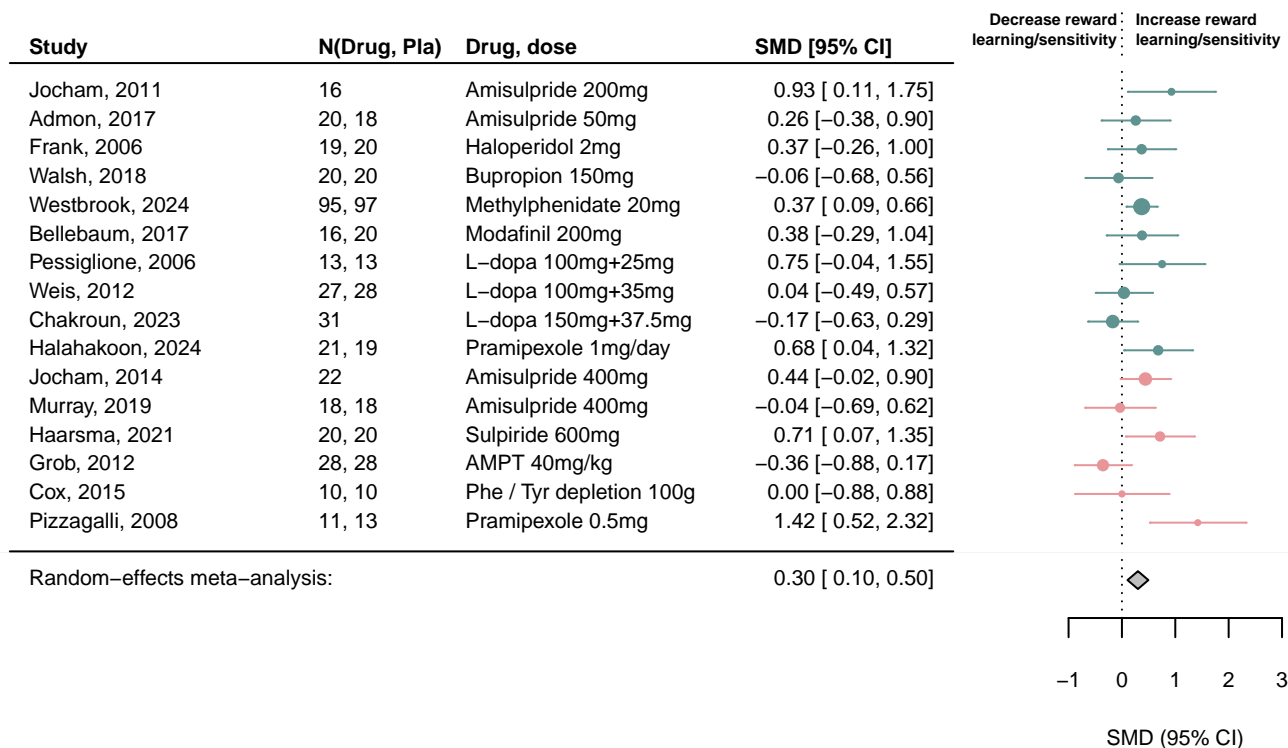 Decrease reward Increase reward
learning/sensitivity learning/sensitivity
Study N(Drug, Pla) Drug, dose SMD [95% CI]
Jocham, 2011 16 Amisulpride 200mg 0.93 [ 0.11, 1.75]
Admon, 2017 20, 18 Amisulpride 50mg 0.26 [−0.38, 0.90]
Frank, 2006 19, 20 Haloperidol 2mg 0.37 [−0.26, 1.00]
Walsh, 2018 20, 20 Bupropion 150mg −0.06 [−0.68, 0.56]
Westbrook, 2024 95, 97 Methylphenidate 20mg 0.37 [ 0.09, 0.66]
Bellebaum, 2017 16, 20 Modafinil 200mg 0.38 [−0.29, 1.04]
Pessiglione, 2006 13, 13 L−dopa 100mg+25mg 0.75 [−0.04, 1.55]
Weis, 2012 27, 28 L−dopa 100mg+35mg 0.04 [−0.49, 0.57]
Chakroun, 2023 31 L−dopa 150mg+37.5mg −0.17 [−0.63, 0.29]
Halahakoon, 2024 21, 19 Pramipexole 1mg/day 0.68 [ 0.04, 1.32]
Jocham, 2014 22 Amisulpride 400mg 0.44 [−0.02, 0.90]
Murray, 2019 18, 18 Amisulpride 400mg −0.04 [−0.69, 0.62]
Haarsma, 2021 20, 20 Sulpiride 600mg 0.71 [ 0.07, 1.35]
Grob, 2012 28, 28 AMPT 40mg/kg −0.36 [−0.88, 0.17]
Cox, 2015 10, 10 Phe / Tyr depletion 100g 0.00 [−0.88, 0.88]
Pizzagalli, 2008 11, 13 Pramipexole 0.5mg 1.42 [ 0.52, 2.32]
Random−effects meta−analysis: 0.30 [ 0.10, 0.50]
−1 0 1 2 3
SMD (95% CI)